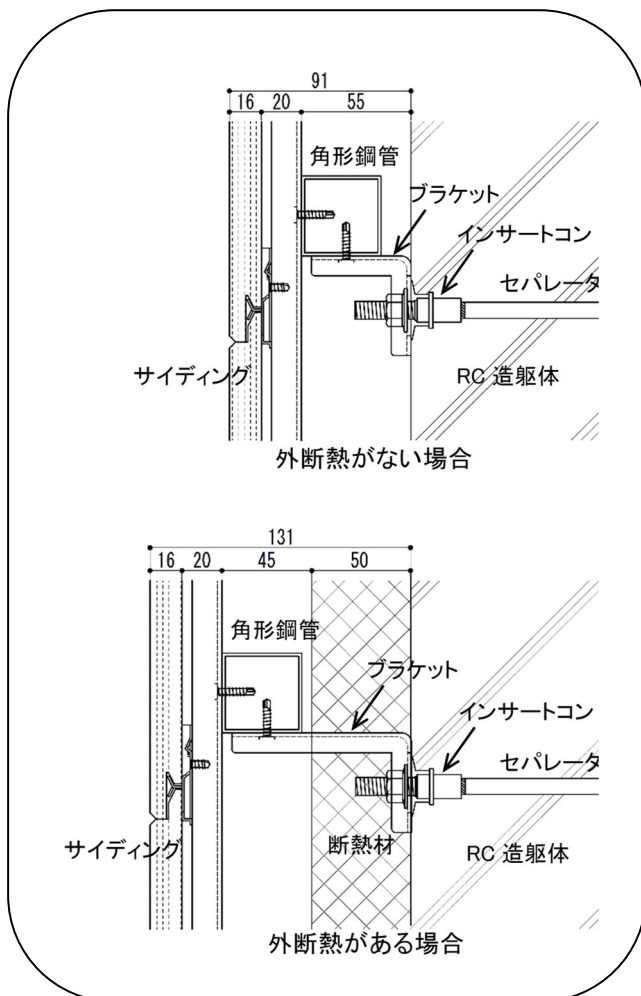 91
16 20 55
角形鋼管
ブラケット
インサートコン
セパレータ
サイディング
RC 造躯体
外断熱がない場合
131
16 20 45 50
角形鋼管
ブラケット
インサートコン
セパレータ
サイディング
断熱材
RC 造躯体
外断熱がある場合